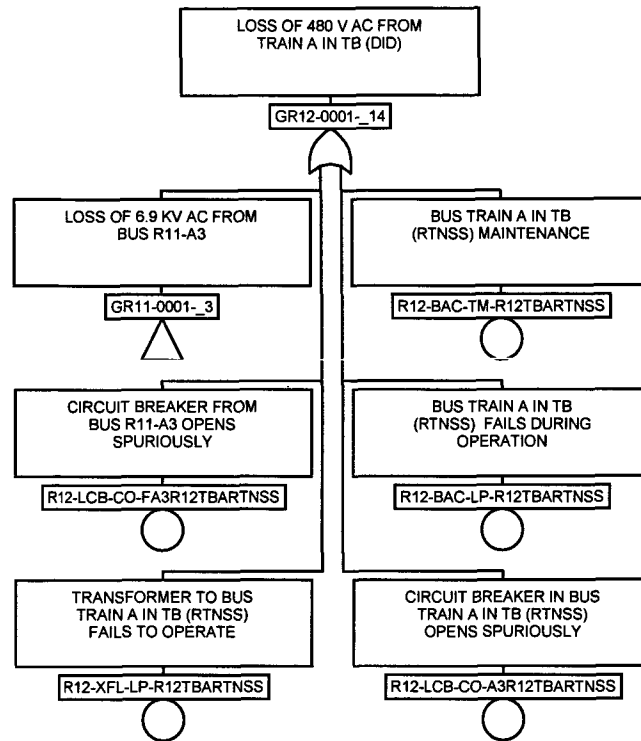 LOSS OF 480 V AC FROM
TRAIN A IN TB (DID)
GR12-0001-_14
LOSS OF 6.9 KV AC FROM
BUS R11-A3
GR11-0001-_3
BUS TRAIN A IN TB
(RTNSS) MAINTENANCE
R12-BAC-TM-R12TBARTNSS
CIRCUIT BREAKER FROM
BUS R11-A3 OPENS
SPURIOUSLY
R12-LCB-CO-FA3R12TBARTNSS
BUS TRAIN A IN TB
(RTNSS) FAILS DURING
OPERATION
R12-BAC-LP-R12TBARTNSS
TRANSFORMER TO BUS
TRAIN A IN TB (RTNSS)
FAILS TO OPERATE
R12-XFL-LP-R12TBARTNSS
CIRCUIT BREAKER IN BUS
TRAIN A IN TB (RTNSS)
OPENS SPURIOUSLY
R12-LCB-CO-A3R12TBARTNSS